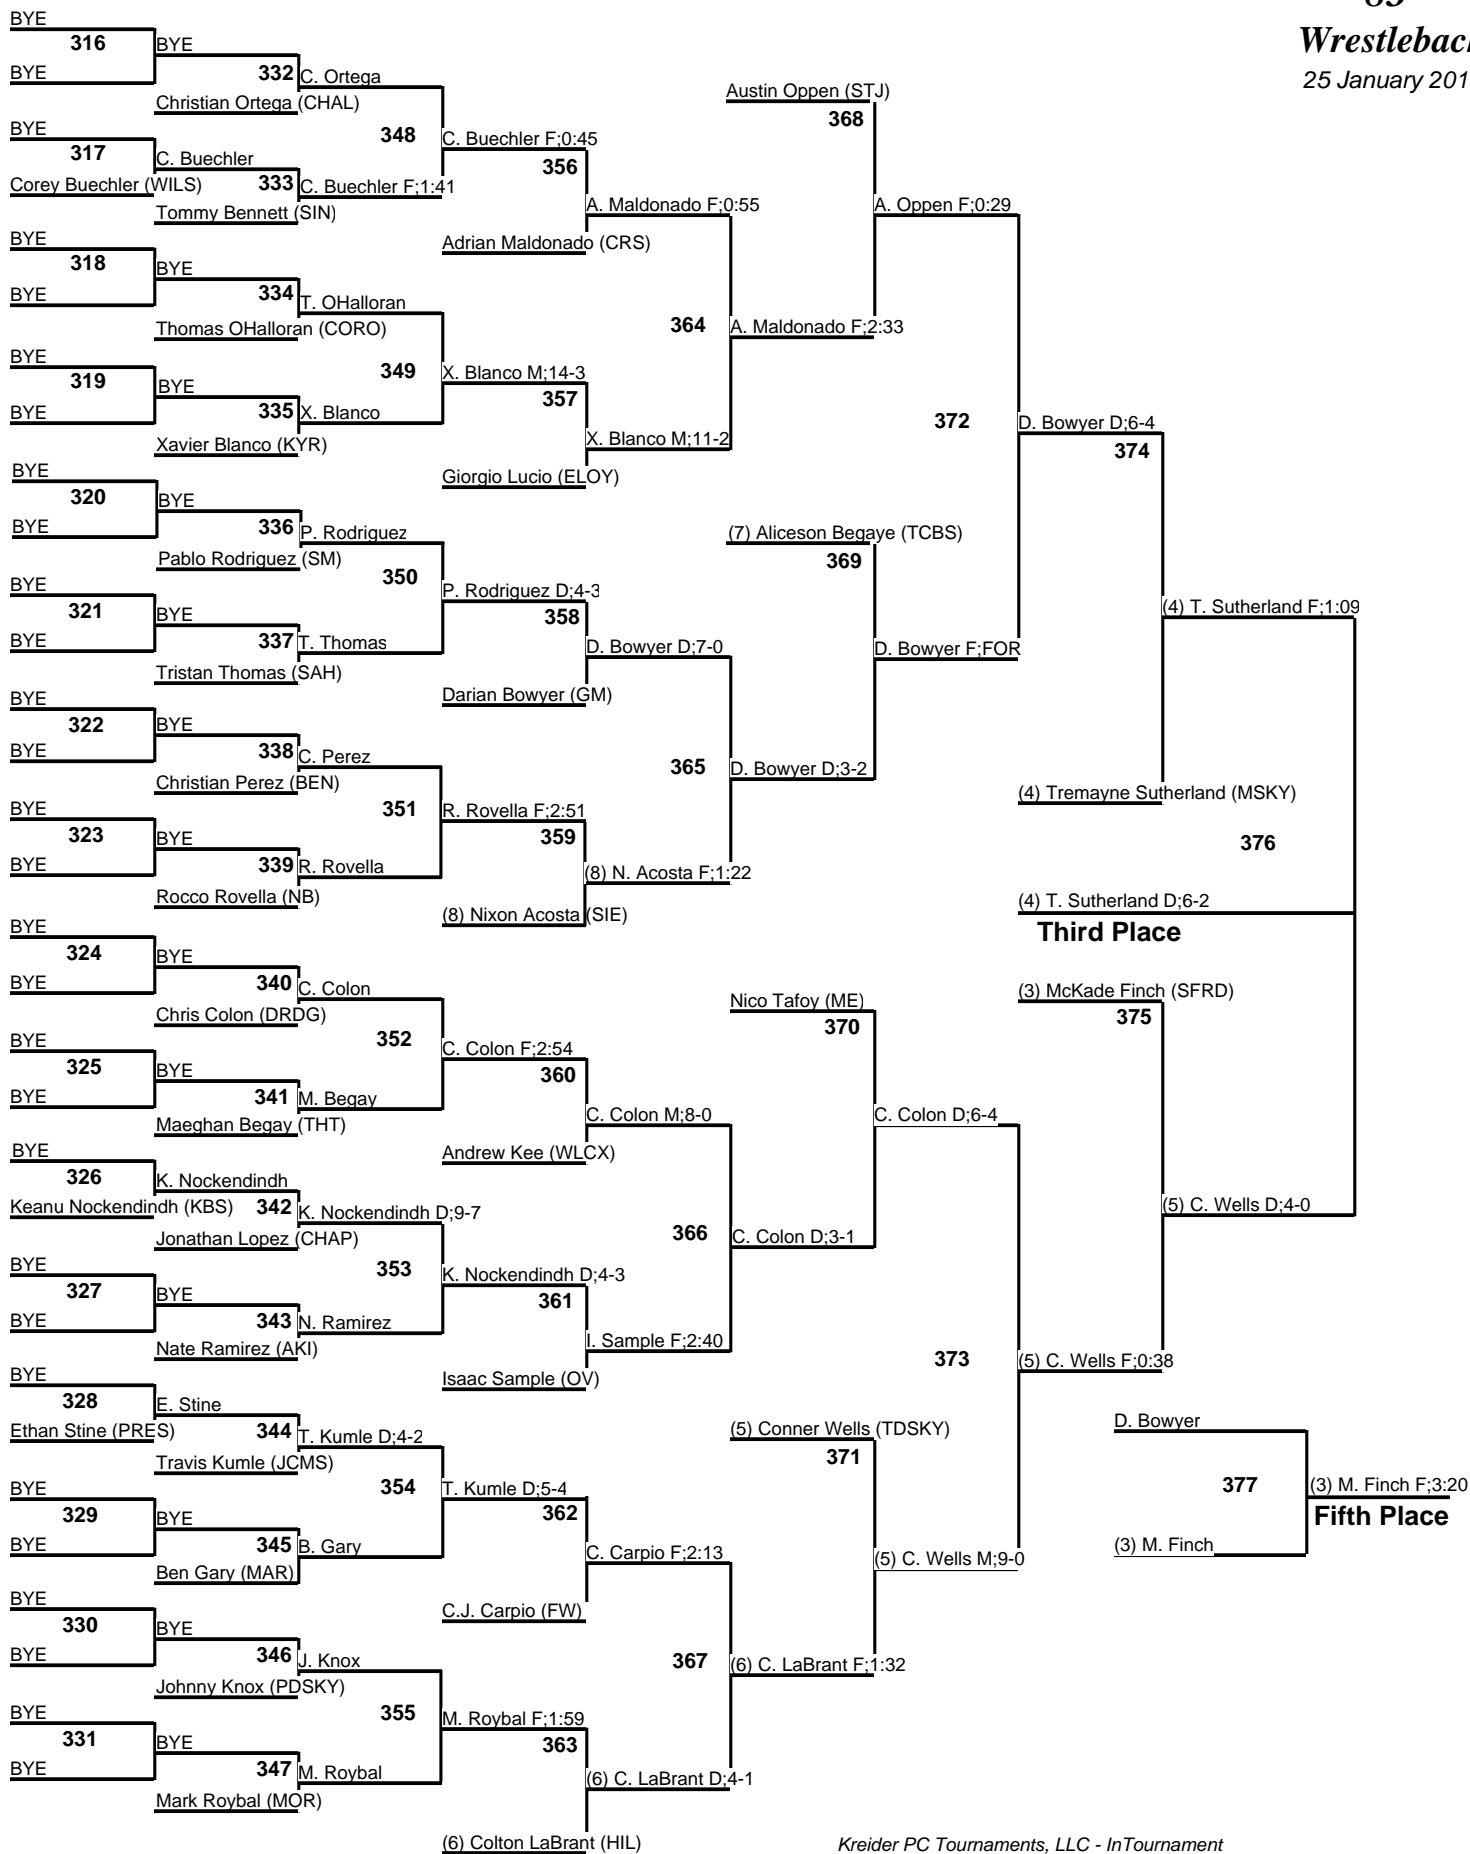 85
Wrestleback
25 January 201
BYE
316
BYE
BYE
332
C. Ortega
Christian Ortega (CHAL)
348
BYE
317
C. Buechler
Corey Buechler (WILS)
333
C. Buechler F;1:41
Tommy Bennett (SIN)
C. Buechler F;0:45
356
A. Maldonado F;0:55
Adrian Maldonado (CRS)
BYE
318
BYE
BYE
334
T. OHalloran
Thomas OHalloran (CORO)
349
BYE
319
BYE
BYE
335
X. Blanco
Xavier Blanco (KYR)
X. Blanco M;14-3
357
X. Blanco M;11-2
Giorgio Lucio (ELOY)
364
A. Maldonado F;2:33
Austin Oppen (STJ)
368
A. Oppen F;0:29
BYE
320
BYE
BYE
336
P. Rodriguez
Pablo Rodriguez (SM)
350
BYE
321
BYE
BYE
337
T. Thomas
Tristan Thomas (SAH)
P. Rodriguez D;4-3
358
D. Bowyer D;7-0
Darian Bowyer (GM)
BYE
322
BYE
BYE
338
C. Perez
Christian Perez (BEN)
351
BYE
323
BYE
BYE
339
R. Rovella
Rocco Rovella (NB)
R. Rovella F;2:51
359
(8) N. Acosta F;1:22
(8) Nixon Acosta (SIE)
365
D. Bowyer D;3-2
(7) Aliceson Begaye (TCBS)
369
D. Bowyer F;FOR
372
D. Bowyer D;6-4
374
(4) T. Sutherland F;1:09
(4) Tremayne Sutherland (MSKY)
376
(4) T. Sutherland D;6-2
Third Place
BYE
324
BYE
BYE
340
C. Colon
Chris Colon (DRDG)
352
BYE
325
BYE
BYE
341
M. Begay
Maeghan Begay (THT)
C. Colon F;2:54
360
C. Colon M;8-0
Andrew Kee (WLCX)
BYE
326
K. Nockendindh
Keanu Nockendindh (KBS)
342
K. Nockendindh D;9-7
Jonathan Lopez (CHAP)
353
BYE
327
BYE
BYE
343
N. Ramirez
Nate Ramirez (AKI)
K. Nockendindh D;4-3
361
I. Sample F;2:40
Isaac Sample (OV)
366
C. Colon D;3-1
Nico Tafoy (ME)
370
C. Colon D;6-4
(3) McKade Finch (SFRD)
375
(5) C. Wells D;4-0
373
(5) C. Wells F;0:38
BYE
328
E. Stine
Ethan Stine (PRES)
344
T. Kumle D;4-2
Travis Kumle (JCMS)
354
BYE
329
BYE
BYE
345
B. Gary
Ben Gary (MAR)
T. Kumle D;5-4
362
C. Carpio F;2:13
C.J. Carpio (FW)
BYE
330
BYE
BYE
346
J. Knox
Johnny Knox (PDSKY)
355
BYE
331
BYE
BYE
347
M. Roybal
Mark Roybal (MOR)
M. Roybal F;1:59
363
(6) C. LaBrant D;4-1
(6) Colton LaBrant (HIL)
367
(6) C. LaBrant F;1:32
(5) Conner Wells (TDSKY)
371
(5) C. Wells M;9-0
D. Bowyer
377
(3) M. Finch F;3:20
Fifth Place
(3) M. Finch
Kreider PC Tournaments, LLC - InTournament